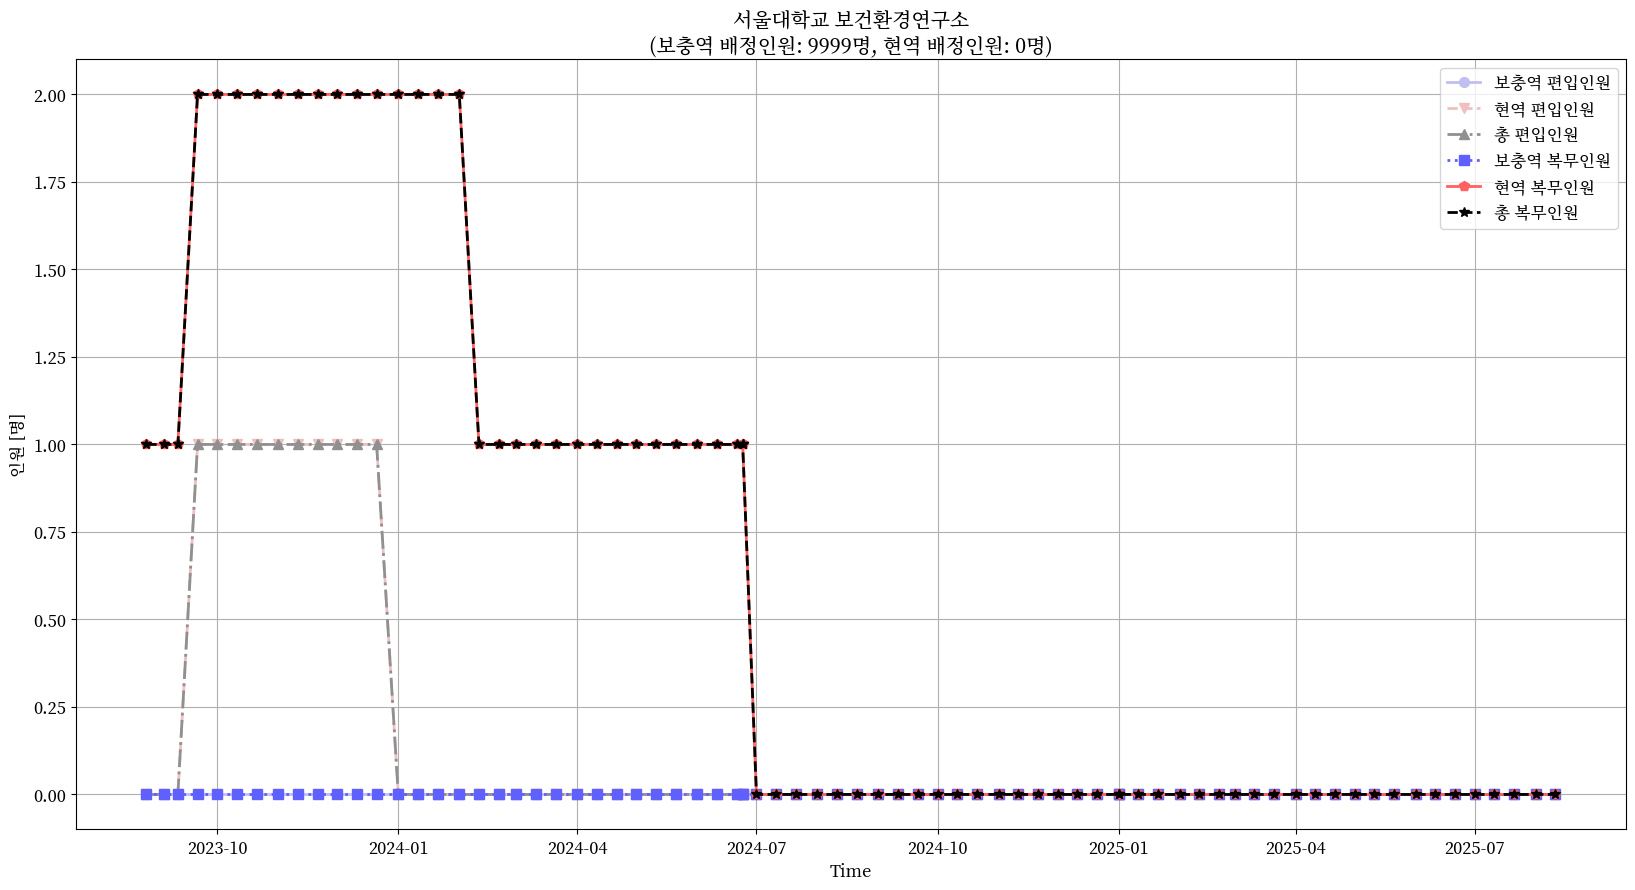 서울대학교 보건환경연구소
(보충역 배정인원: 9999명, 현역 배정인원: 0명)
보충역 편입인원
현역 편입인원
총 편입인원
보충역 복무인원
현역 복무인원
총 복무인원
인원 [명]
2.00
1.75
1.50
1.25
1.00
0.75
0.50
0.25
0.00
2023-10
2024-01
2024-04
2024-07
2024-10
2025-01
2025-04
2025-07
Time